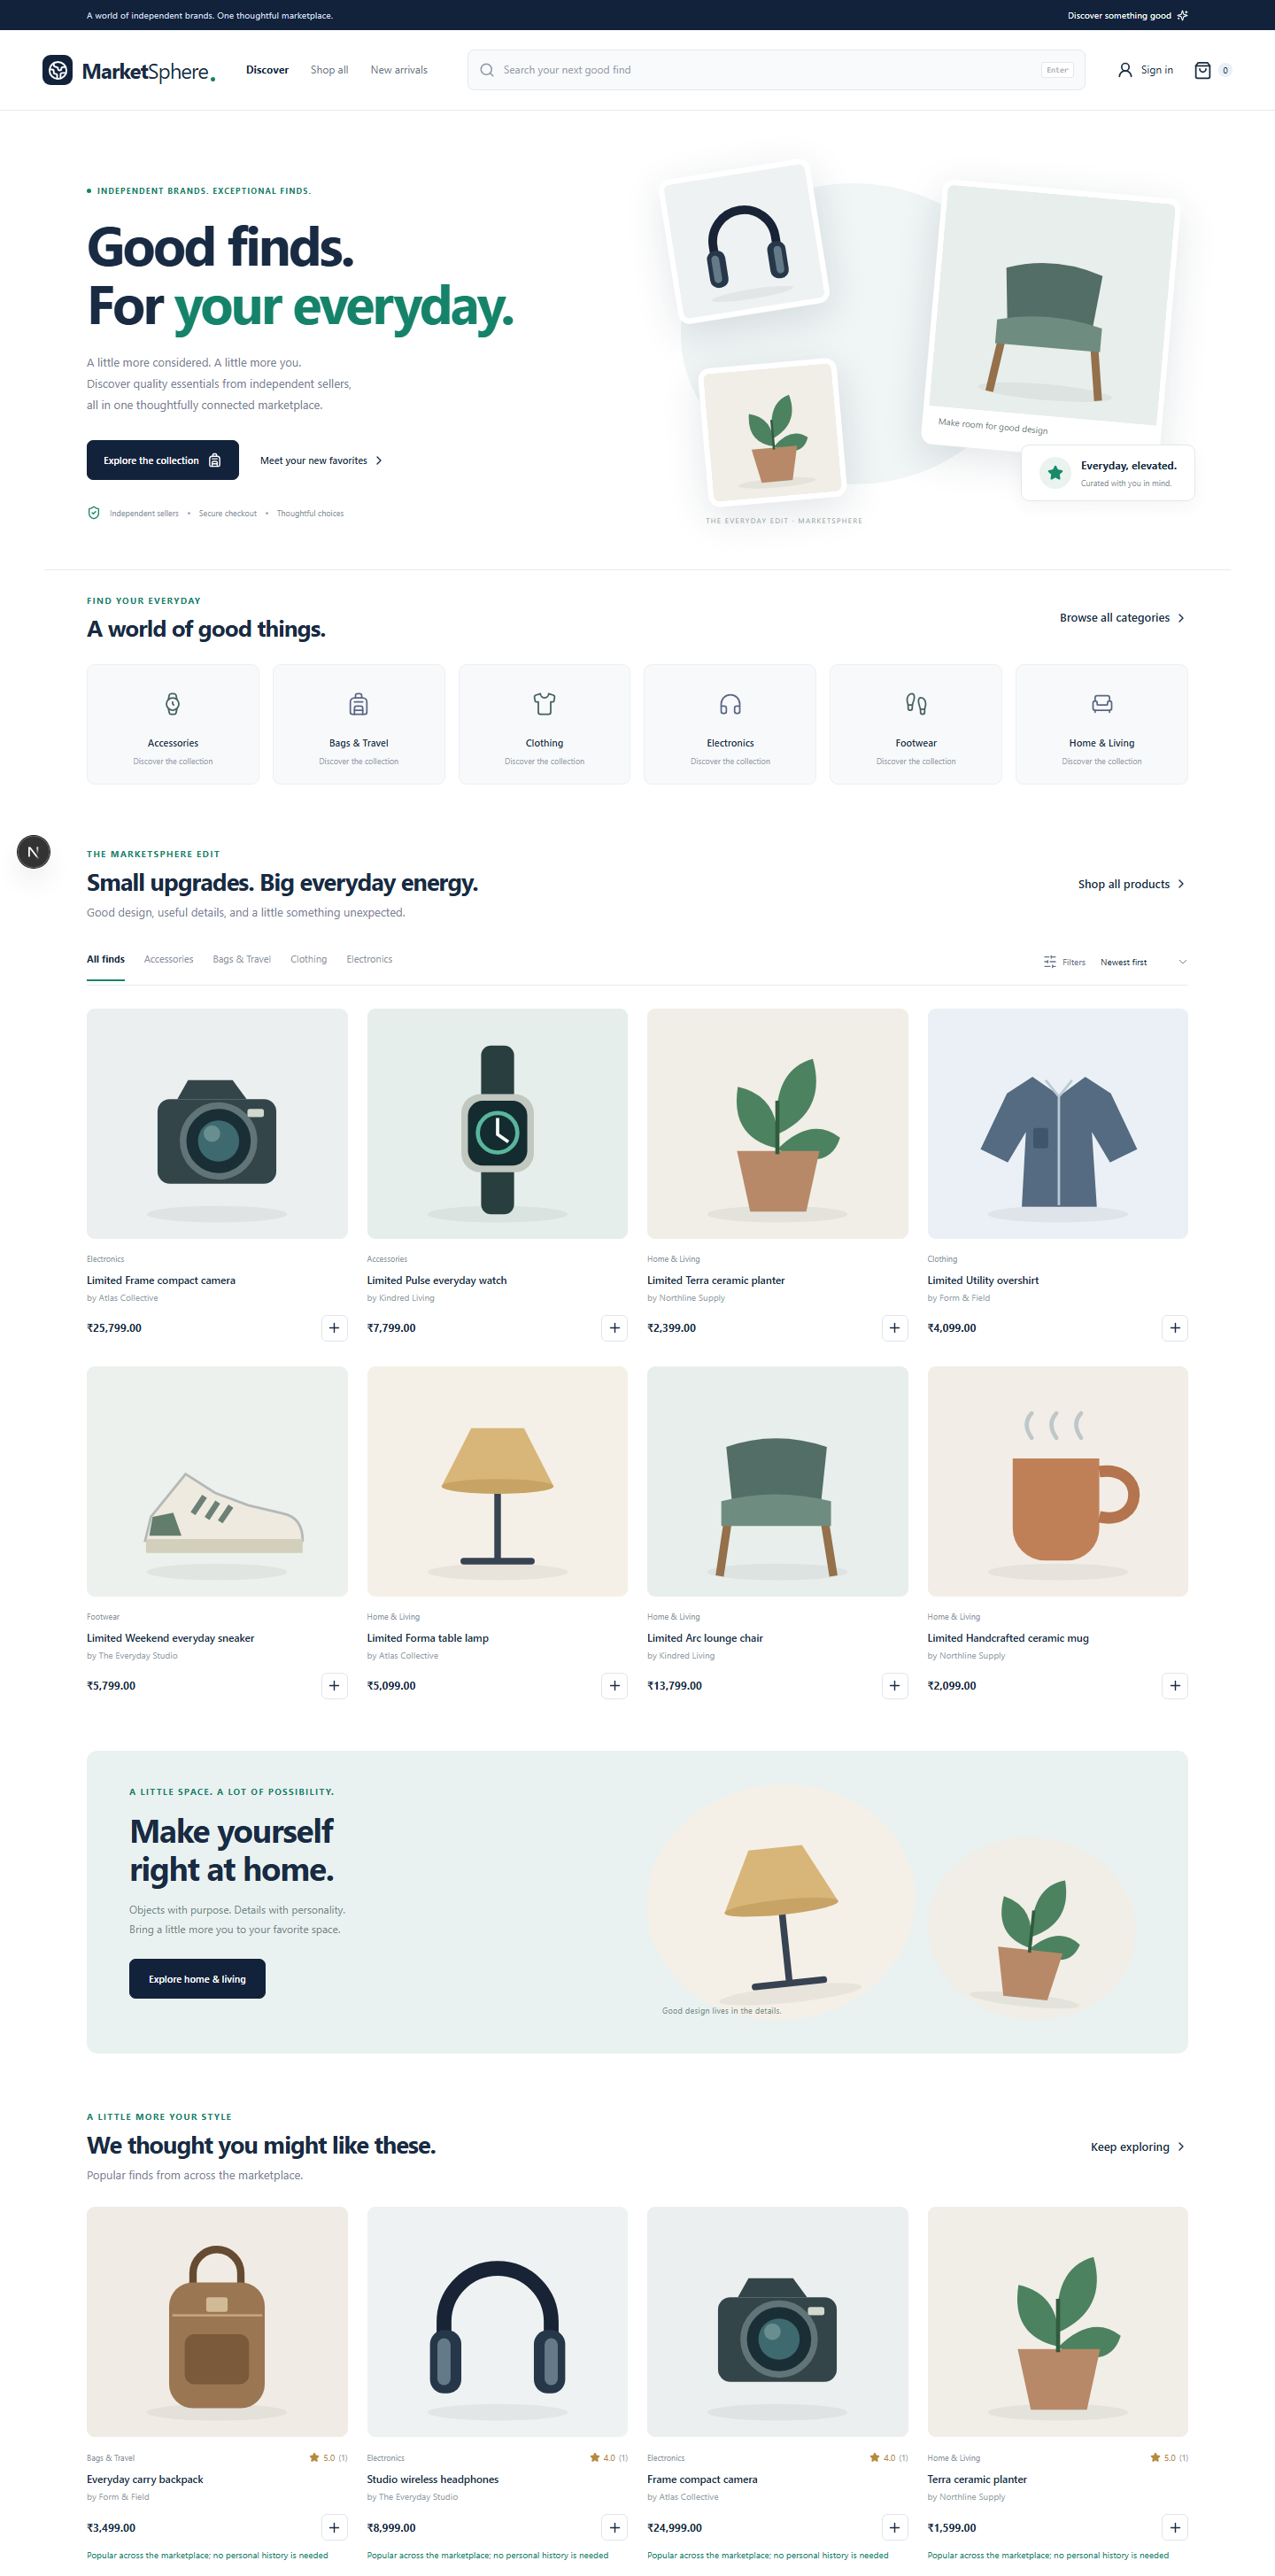 A world of independent brands. One thoughtful marketplace.
Discover something good
MarketSphere.
Discover
Shop all
New arrivals
Search your next good find
Enter
Sign in
0
INDEPENDENT BRANDS. EXCEPTIONAL FINDS.
Good finds.
For your everyday.
A little more considered. A little more you.
Discover quality essentials from independent sellers,
all in one thoughtfully connected marketplace.
Explore the collection
Meet your new favorites
Independent sellers • Secure checkout • Thoughtful choices
Make room for good design
Everyday, elevated.
Curated with you in mind.
THE EVERYDAY EDIT · MARKETSPHERE
FIND YOUR EVERYDAY
A world of good things.
Browse all categories
Accessories
Discover the collection
Bags & Travel
Discover the collection
Clothing
Discover the collection
Electronics
Discover the collection
Footwear
Discover the collection
Home & Living
Discover the collection
N
THE MARKETSPHERE EDIT
Small upgrades. Big everyday energy.
Good design, useful details, and a little something unexpected.
Shop all products
All finds
Accessories
Bags & Travel
Clothing
Electronics
Filters
Newest first
Electronics
Limited Frame compact camera
by Atlas Collective
₹25,799.00
Accessories
Limited Pulse everyday watch
by Kindred Living
₹7,799.00
Home & Living
Limited Terra ceramic planter
by Northline Supply
₹2,399.00
Clothing
Limited Utility overshirt
by Form & Field
₹4,099.00
Footwear
Limited Weekend everyday sneaker
by The Everyday Studio
₹5,799.00
Home & Living
Limited Forma table lamp
by Atlas Collective
₹5,099.00
Home & Living
Limited Arc lounge chair
by Kindred Living
₹13,799.00
Home & Living
Limited Handcrafted ceramic mug
by Northline Supply
₹2,099.00
A LITTLE SPACE. A LOT OF POSSIBILITY.
Make yourself
right at home.
Objects with purpose. Details with personality.
Bring a little more you to your favorite space.
Explore home & living
Good design lives in the details.
A LITTLE MORE YOUR STYLE
We thought you might like these.
Popular finds from across the marketplace.
Keep exploring
Bags & Travel
5.0 (1)
Everyday carry backpack
by Form & Field
₹3,499.00
Popular across the marketplace; no personal history is needed
Electronics
4.0 (1)
Studio wireless headphones
by The Everyday Studio
₹8,999.00
Popular across the marketplace; no personal history is needed
Electronics
4.0 (1)
Frame compact camera
by Atlas Collective
₹24,999.00
Popular across the marketplace; no personal history is needed
Home & Living
5.0 (1)
Terra ceramic planter
by Northline Supply
₹1,599.00
Popular across the marketplace; no personal history is needed